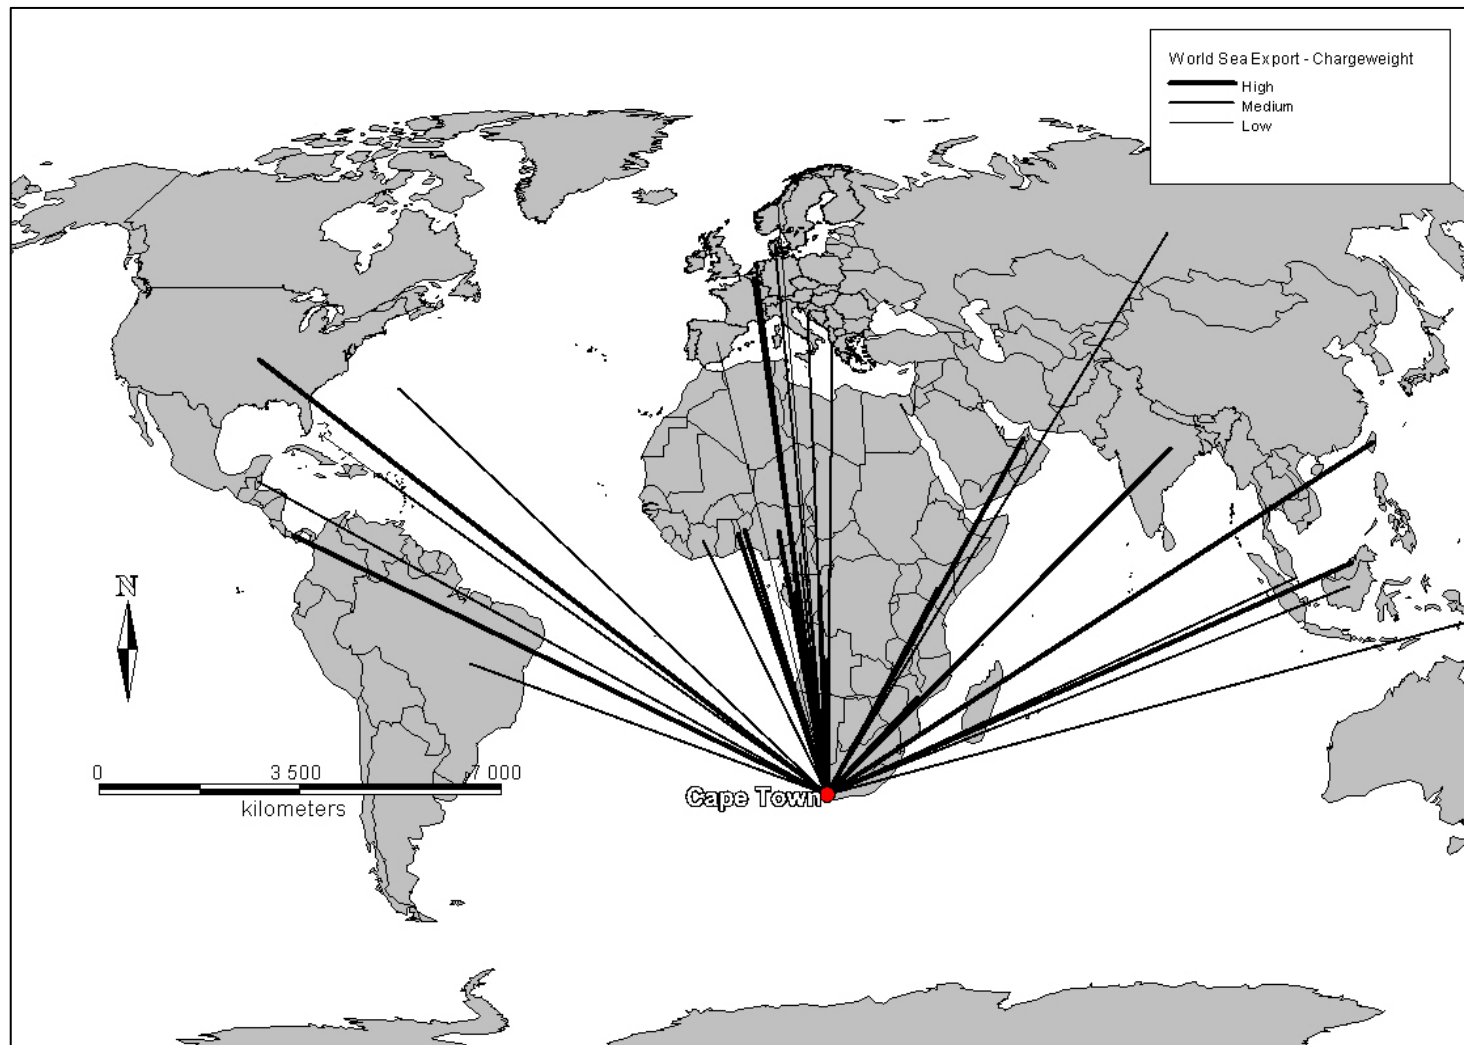 World Sea Export - Chargeweight
High
Medium
Low
N
0 3 500 7 000
kilometers
Cape Town